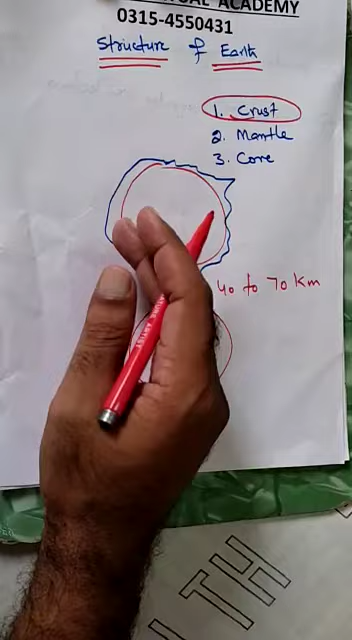 ACADEMY
0315-4550431
Structure of Earth
1. Crust
2. Mantle
3. Core
40 to 70 Km